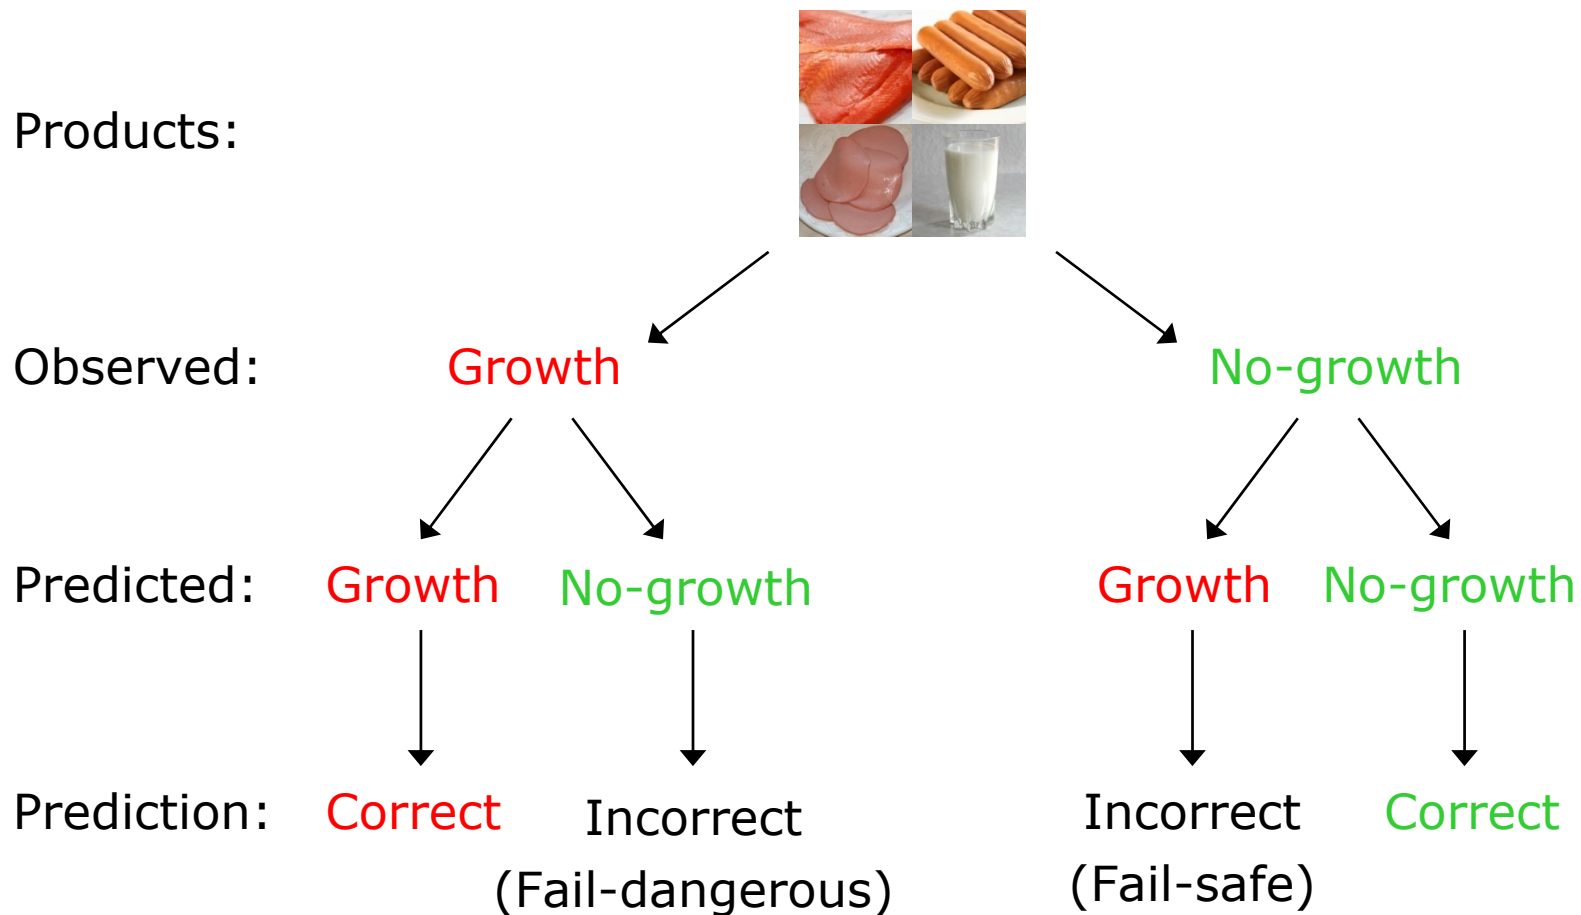 Products:
Observed: Growth No-growth
Predicted: Growth No-growth Growth No-growth
Prediction: Correct Incorrect Incorrect Correct
(Fail-dangerous) (Fail-safe)